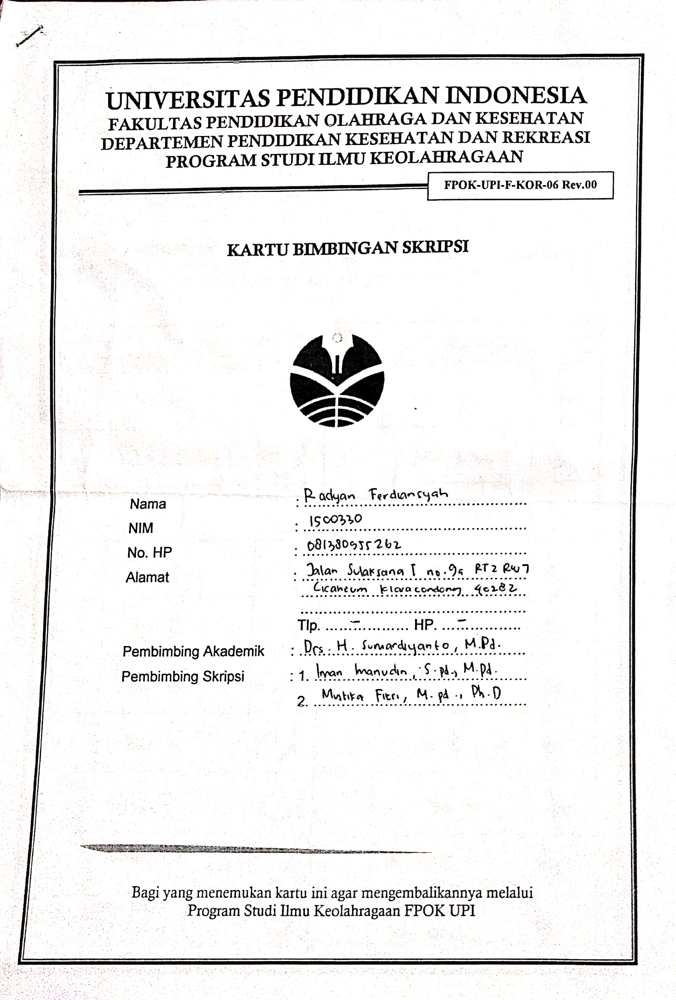 UNIVERSITAS PENDIDIKAN INDONESIA
FAKULTAS PENDIDIKAN OLAHRAGA DAN KESEHATAN
DEPARTEMEN PENDIDIKAN KESEHATAN DAN REKREASI
PROGRAM STUDI ILMU KEOLAHRAGAAN
FPOK-UPI-F-KOR-06 Rev.00
KARTU BIMBINGAN SKRIPSI
Nama : Radyan Ferdiansyah
NIM : 1500330
No. HP : 081380955262
Alamat : Jalan Sulaksana I no. 9a RT2 RW7
Cicaheum Kiaracondong 40282
Tlp. - HP. -
Pembimbing Akademik : Drs. H. Sumardiyanto, M.Pd.
Pembimbing Skripsi : 1. Iman Imanudin, S.pd., M.pd.
2. Mustika Fitri, M.pd., Ph.D
Bagi yang menemukan kartu ini agar mengembalikannya melalui
Program Studi Ilmu Keolahragaan FPOK UPI